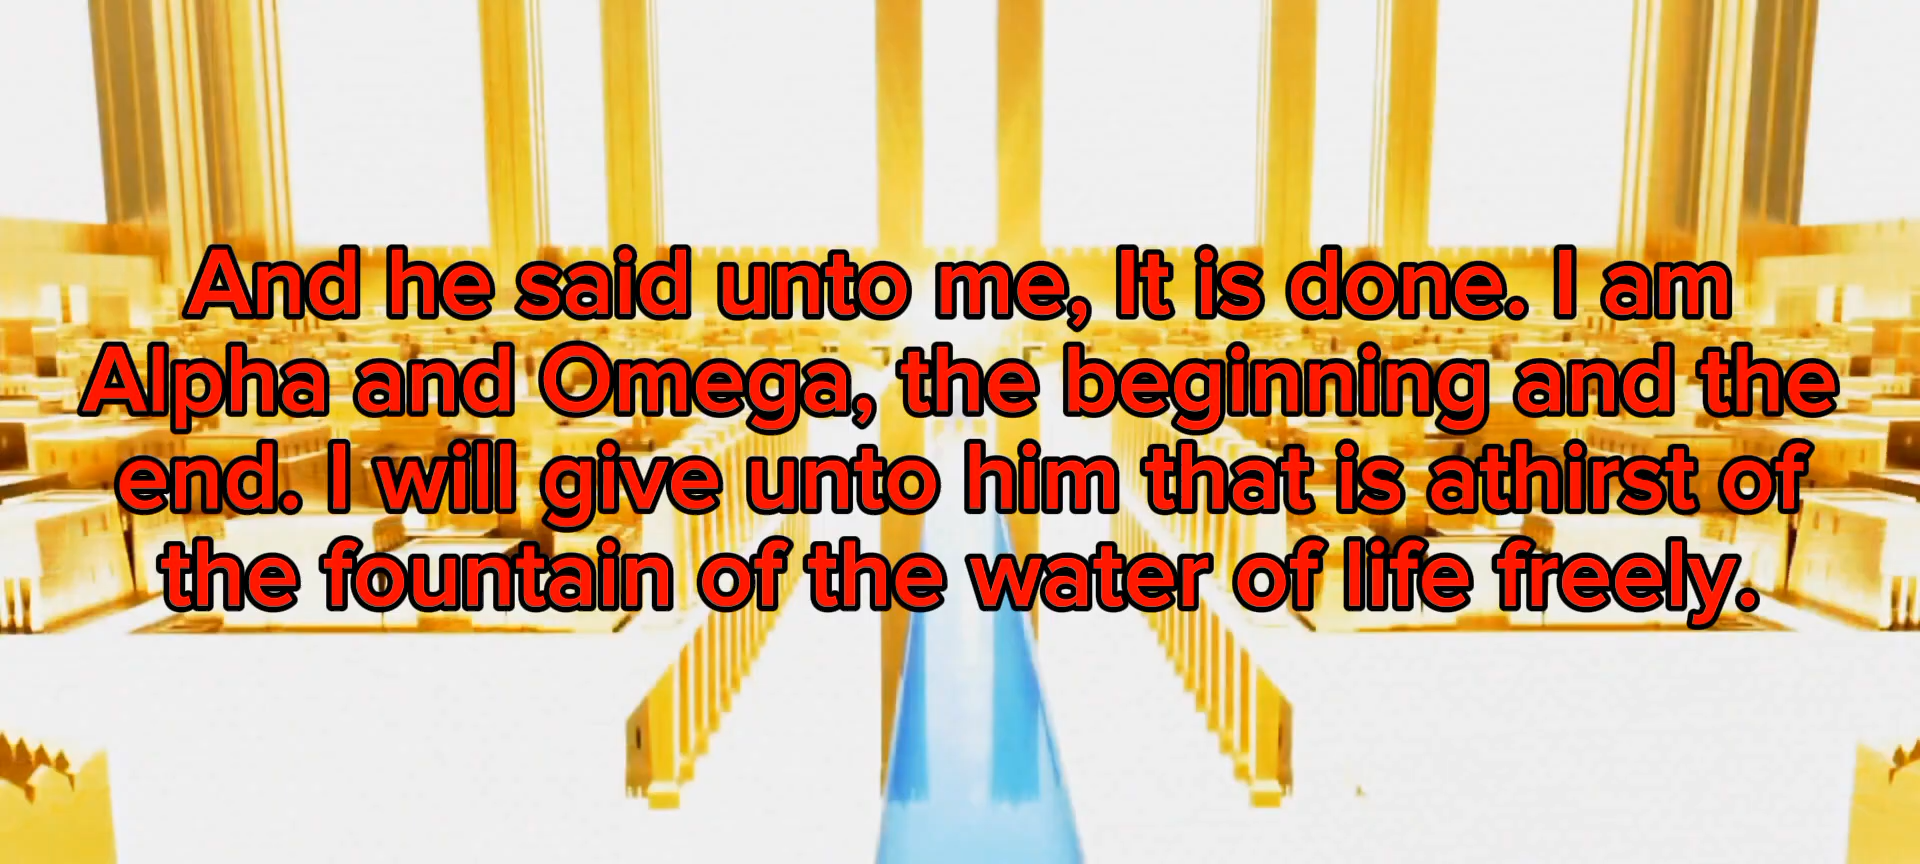 And he said unto me, It is done. I am
Alpha and Omega, the beginning and the
end. I will give unto him that is athirst of
the fountain of the water of life freely.